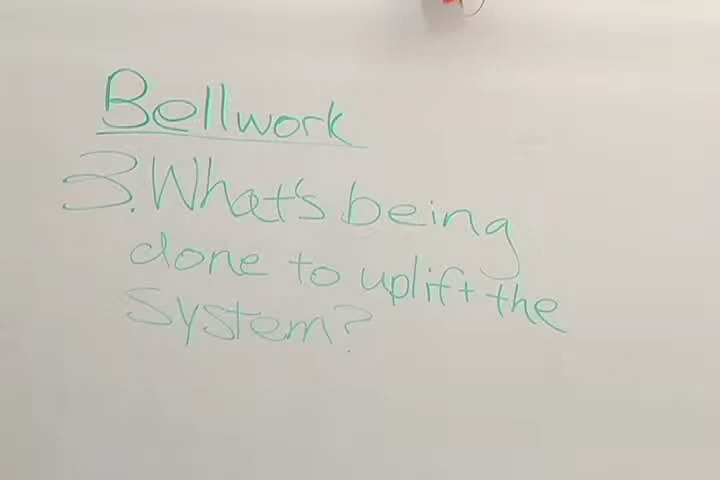 Bellwork
3. What's being
done to uplift the
system?